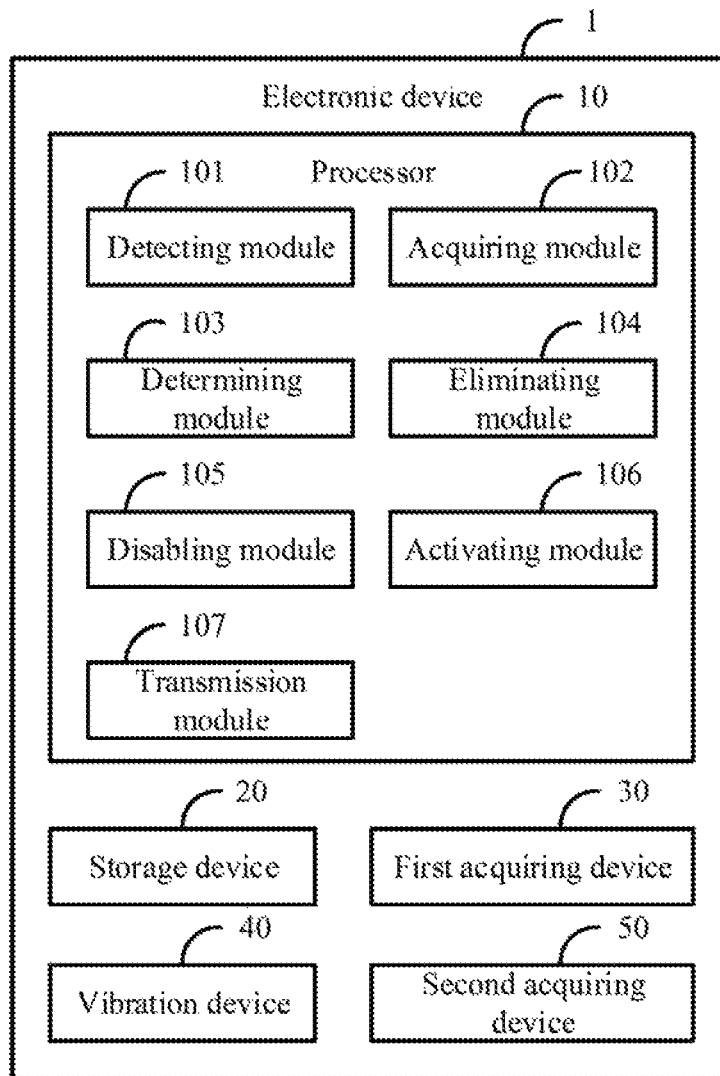 1
Electronic device
10
101
Processor
102
Detecting module
Acquiring module
103
104
Determining
module
Eliminating
module
105
106
Disabling module
Activating module
107
Transmission
module
20
30
Storage device
First acquiring device
40
50
Vibration device
Second acquiring
device